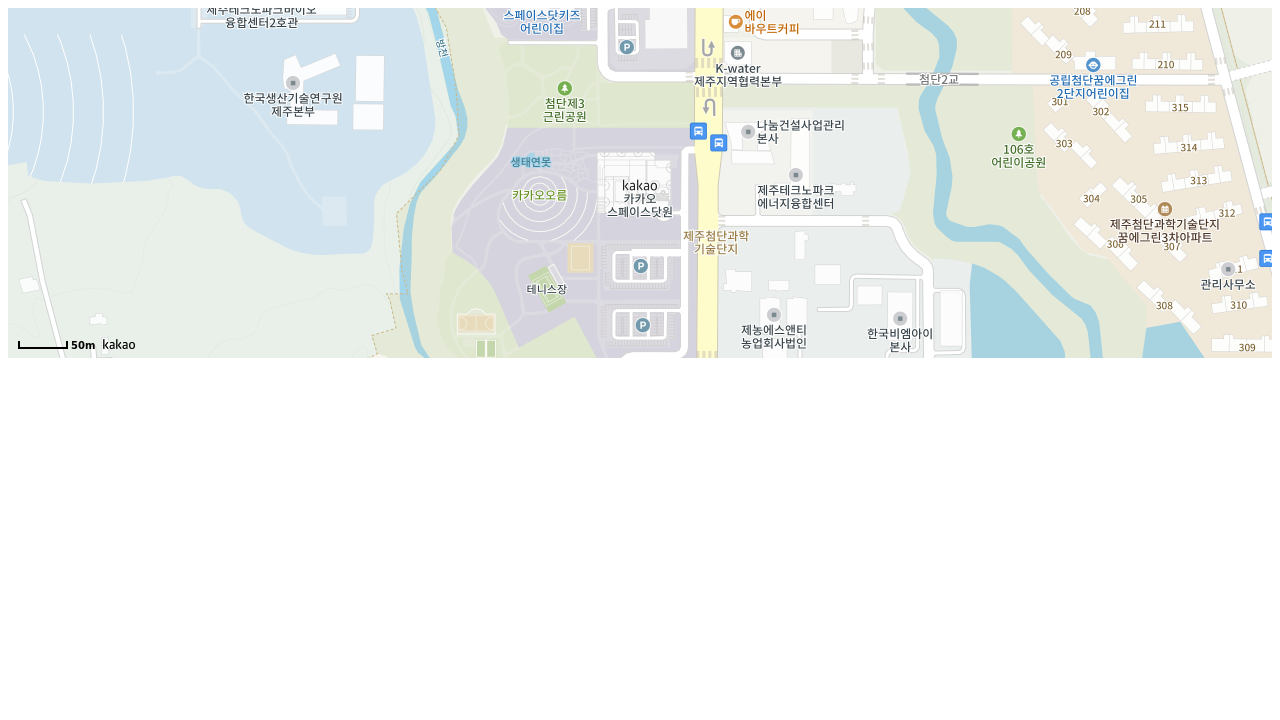 제주테크노파크바이오
융합센터2호관
스페이스닷키즈
어린이집
P
에이
바우트커피
208
211
209
210
방천
K-water
제주지역협력본부
첨단2교
공립첨단꿈에그린
2단지어린이집
한국생산기술연구원
제주본부
첨단제3
근린공원
301
302
315
나눔건설사업관리
본사
303
314
106호
어린이공원
생태연못
카카오오름
kakao
카카오
스페이스닷원
제주테크노파크
에너지융합센터
304
305
313
312
제주첨단과학기술단지
꿈에그린3차아파트
제주첨단과학
기술단지
306
307
P
관리사무소
테니스장
308
310
P
제농에스앤티
농업회사법인
한국비엠아이
본사
309
50m kakao